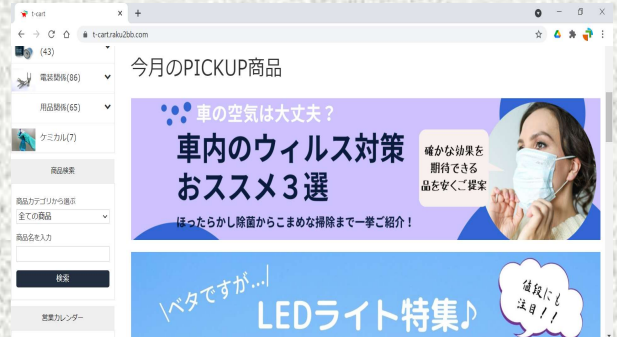 t-cart
t-cart.raku2bb.com
(43)
電装関係(86)
用品関係(65)
ケミカル(7)
商品検索
商品カテゴリから選ぶ
全ての商品
商品名を入力
検索
営業カレンダー
今月のPICKUP商品
車の空気は大丈夫？
車内のウィルス対策
おススメ３選
ほったらかし除菌からこまめな掃除まで一挙ご紹介！
確かな効果を
期待できる
品を安くご提案
\ベタですが...!
LEDライト特集♪
値段にも
注目！！